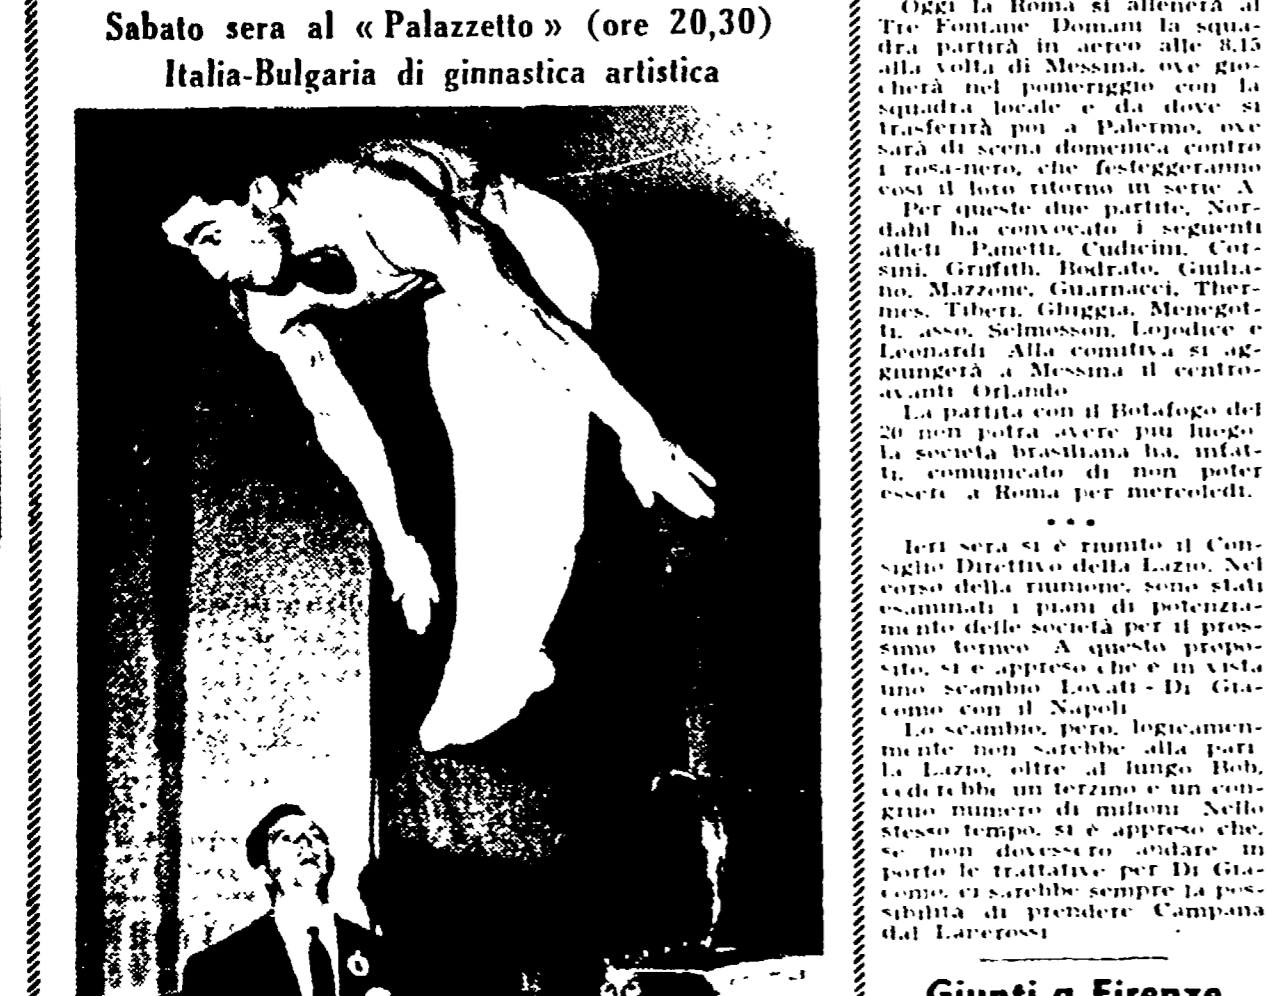 Sabato sera al « Palazzetto » (ore 20,30)
Italia-Bulgaria di ginnastica artistica
Oggi la Roma si allenerà al
Tre Fontane Domani la squa-
dra partirà in aereo alle 8,15
alla volta di Messina, ove gio-
cherà nel pomeriggio con la
squadra locale e da dove si
trasferirà poi a Palermo, ove
sarà di scena domenica contro
i rosa-nero, che festeggeranno
così il loro ritorno in serie A
Per queste due partite, Nor-
dahl ha convocato i seguenti
atleti Panetti, Cudicini, Cor-
sini, Griffith, Bodrato, Giulia-
no, Mazzone, Guarnacci, Ther-
mes, Tiberi, Ghiggia, Menegot-
ti, asso, Selmosson, Lojodice e
Leonardi Alla comitiva si ag-
giungerà a Messina il centro-
avanti Orlando
La partita con il Botafogo del
20 non potrà avere più luogo
la società brasiliana ha, infat-
ti, comunicato di non poter
essere a Roma per mercoledì.
• • •
Ieri sera si è riunito il Con-
siglio Direttivo della Lazio. Nel
corso della riunione, sono stati
esaminati i piani di potenzia-
mento delle società per il pros-
simo torneo A questo propo-
sito, si è appreso che è in vista
uno scambio Lovati - Di Gia-
como con il Napoli
Lo scambio, però, logicamen-
mente non sarebbe alla pari
la Lazio, oltre al lungo Bob,
cederebbe un terzino e un con-
gruo numero di milioni Nello
stesso tempo, si è appreso che,
se non dovessero andare in
porto le trattative per Di Gia-
como, ci sarebbe sempre la pos-
sibilità di prendere Campana
dal Lanerossi
Giunti a Firenze